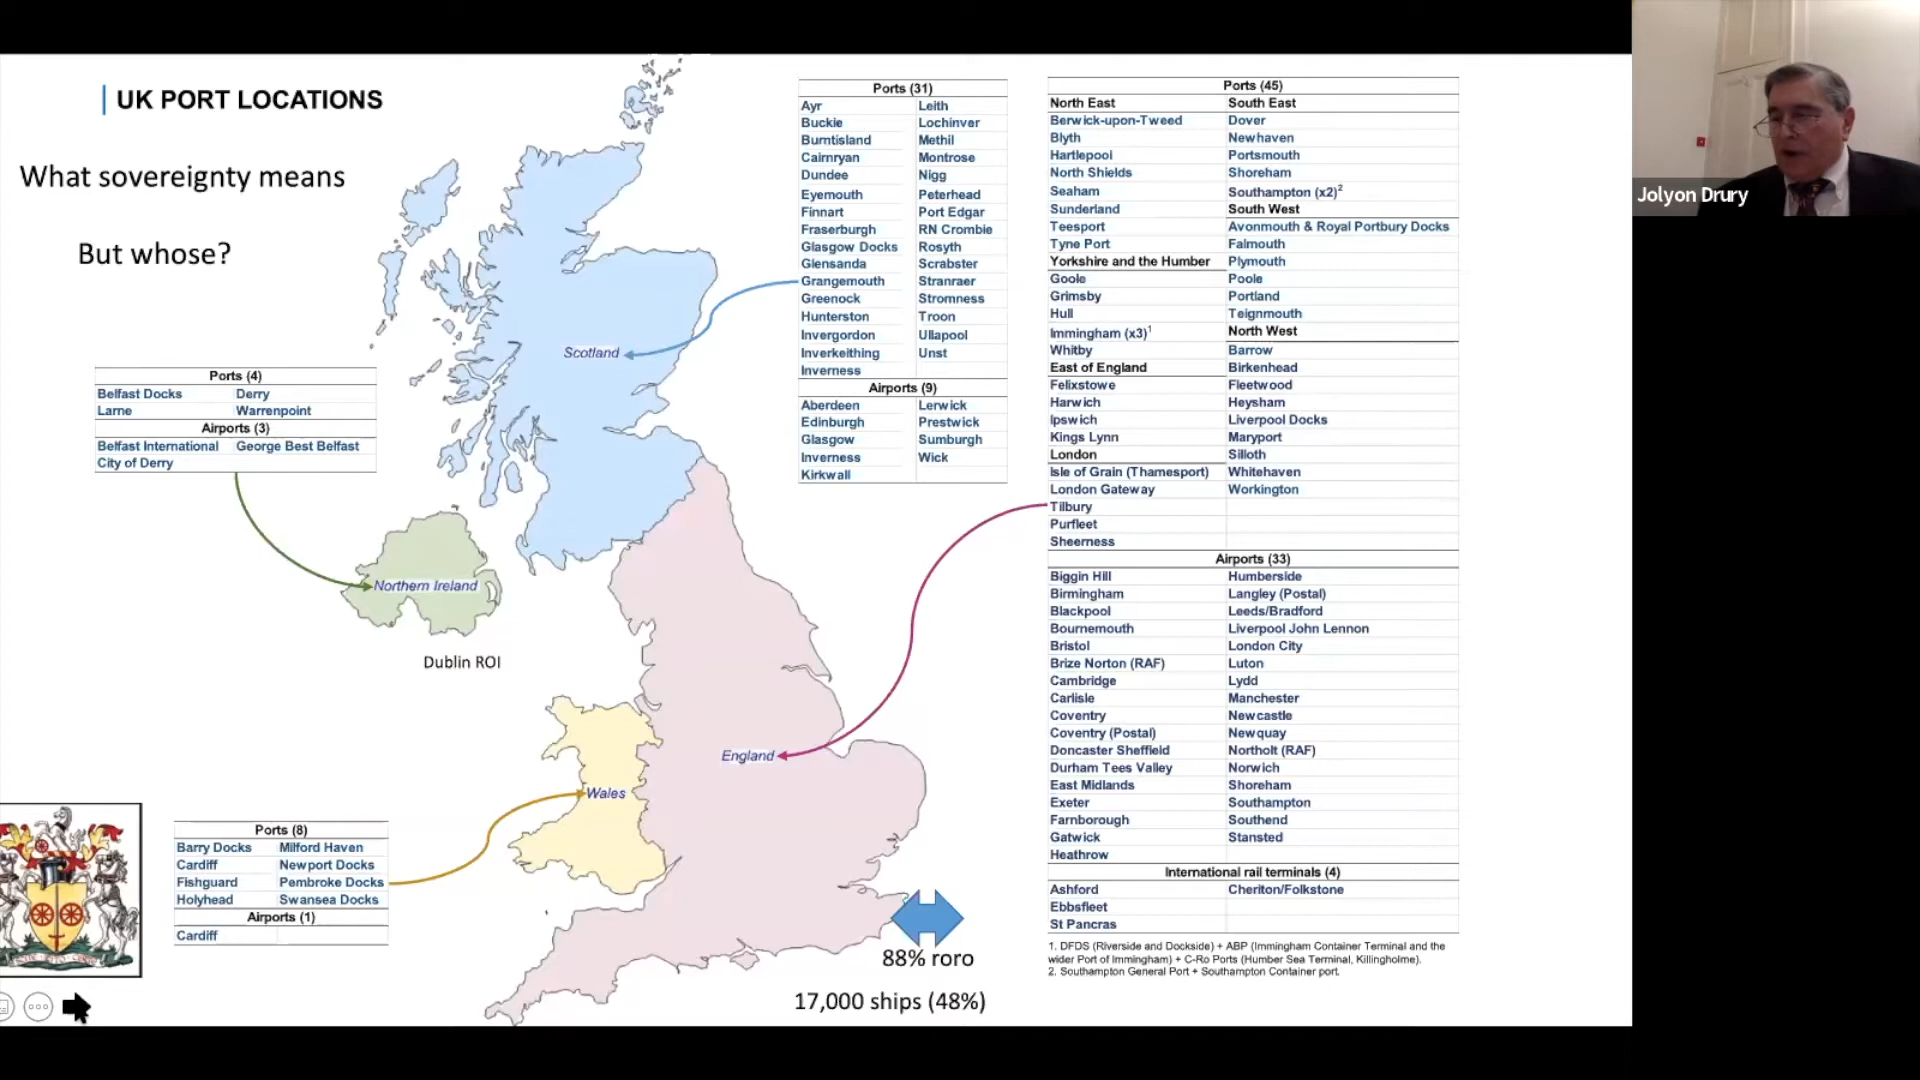 UK PORT LOCATIONS
What sovereignty means
But whose?
Ports (31)
Ayr Leith
Buckie Lochinver
Burntisland Methil
Cairnryan Montrose
Dundee Nigg
Eyemouth Peterhead
Finnart Port Edgar
Fraserburgh RN Crombie
Glasgow Docks Rosyth
Glensanda Scrabster
Grangemouth Stranraer
Greenock Stromness
Hunterston Troon
Invergordon Ullapool
Inverkeithing Unst
Inverness
Airports (9)
Aberdeen Lerwick
Edinburgh Prestwick
Glasgow Sumburgh
Inverness Wick
Kirkwall
Ports (45)
North East South East
Berwick-upon-Tweed Dover
Blyth Newhaven
Hartlepool Portsmouth
North Shields Shoreham
Seaham Southampton (x2)2
Sunderland South West
Teesport Avonmouth & Royal Portbury Docks
Tyne Port Falmouth
Yorkshire and the Humber Plymouth
Goole Poole
Grimsby Portland
Hull Teignmouth
Immingham (x3)1 North West
Whitby Barrow
East of England Birkenhead
Felixstowe Fleetwood
Harwich Heysham
Ipswich Liverpool Docks
Kings Lynn Maryport
London Silloth
Isle of Grain (Thamesport) Whitehaven
London Gateway Workington
Tilbury
Purfleet
Sheerness
Airports (33)
Biggin Hill Humberside
Birmingham Langley (Postal)
Blackpool Leeds/Bradford
Bournemouth Liverpool John Lennon
Bristol London City
Brize Norton (RAF) Luton
Cambridge Lydd
Carlisle Manchester
Coventry Newcastle
Coventry (Postal) Newquay
Doncaster Sheffield Northolt (RAF)
Durham Tees Valley Norwich
East Midlands Shoreham
Exeter Southampton
Farnborough Southend
Gatwick Stansted
Heathrow
International rail terminals (4)
Ashford Cheriton/Folkstone
Ebbsfleet
St Pancras
1. DFDS (Riverside and Dockside) + ABP (Immingham Container Terminal and the
wider Port of Immingham) + C-Ro Ports (Humber Sea Terminal, Killingholme).
2. Southampton General Port + Southampton Container port.
Ports (4)
Belfast Docks Derry
Larne Warrenpoint
Airports (3)
Belfast International George Best Belfast
City of Derry
Scotland
Northern Ireland
Dublin ROI
England
Wales
Ports (8)
Barry Docks Milford Haven
Cardiff Newport Docks
Fishguard Pembroke Docks
Holyhead Swansea Docks
Airports (1)
Cardiff
88% roro
17,000 ships (48%)
Jolyon Drury